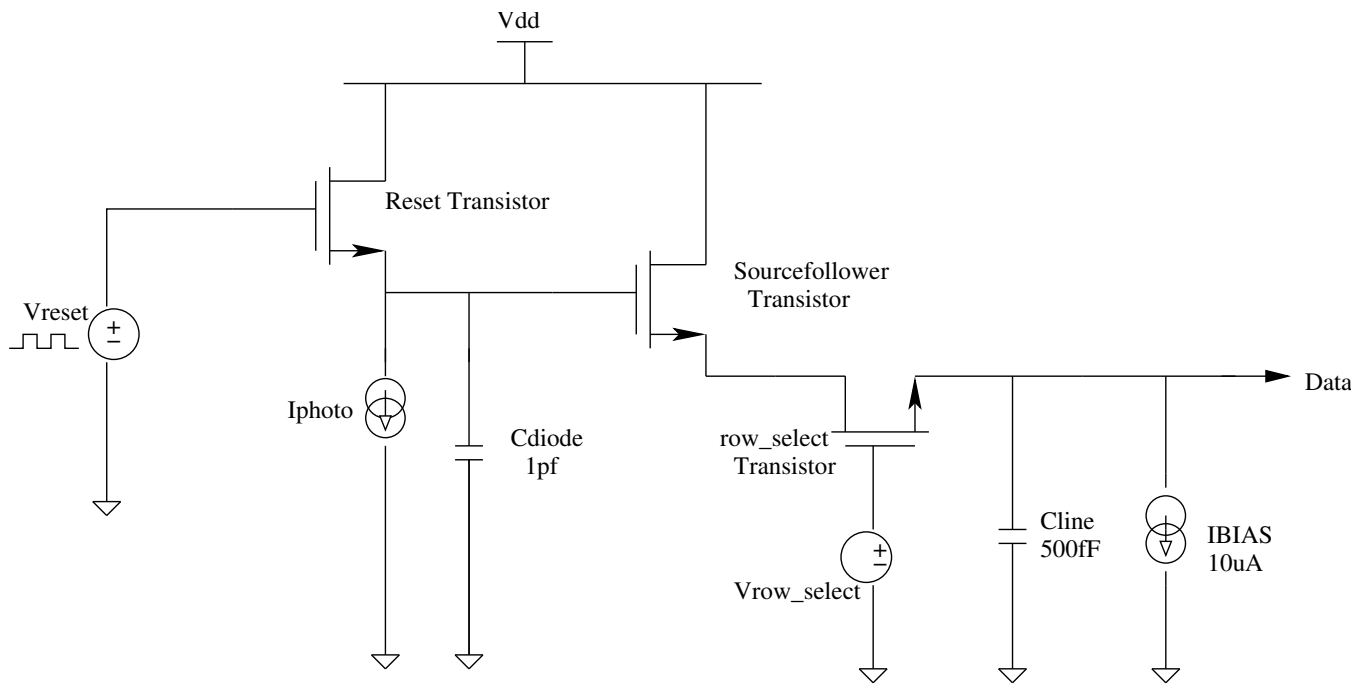 Vdd
Reset Transistor
Sourcefollower
Transistor
Vreset
+
−
Iphoto
Cdiode
1pf
row_select
Transistor
Data
+
−
Vrow_select
Cline
500fF
IBIAS
10uA